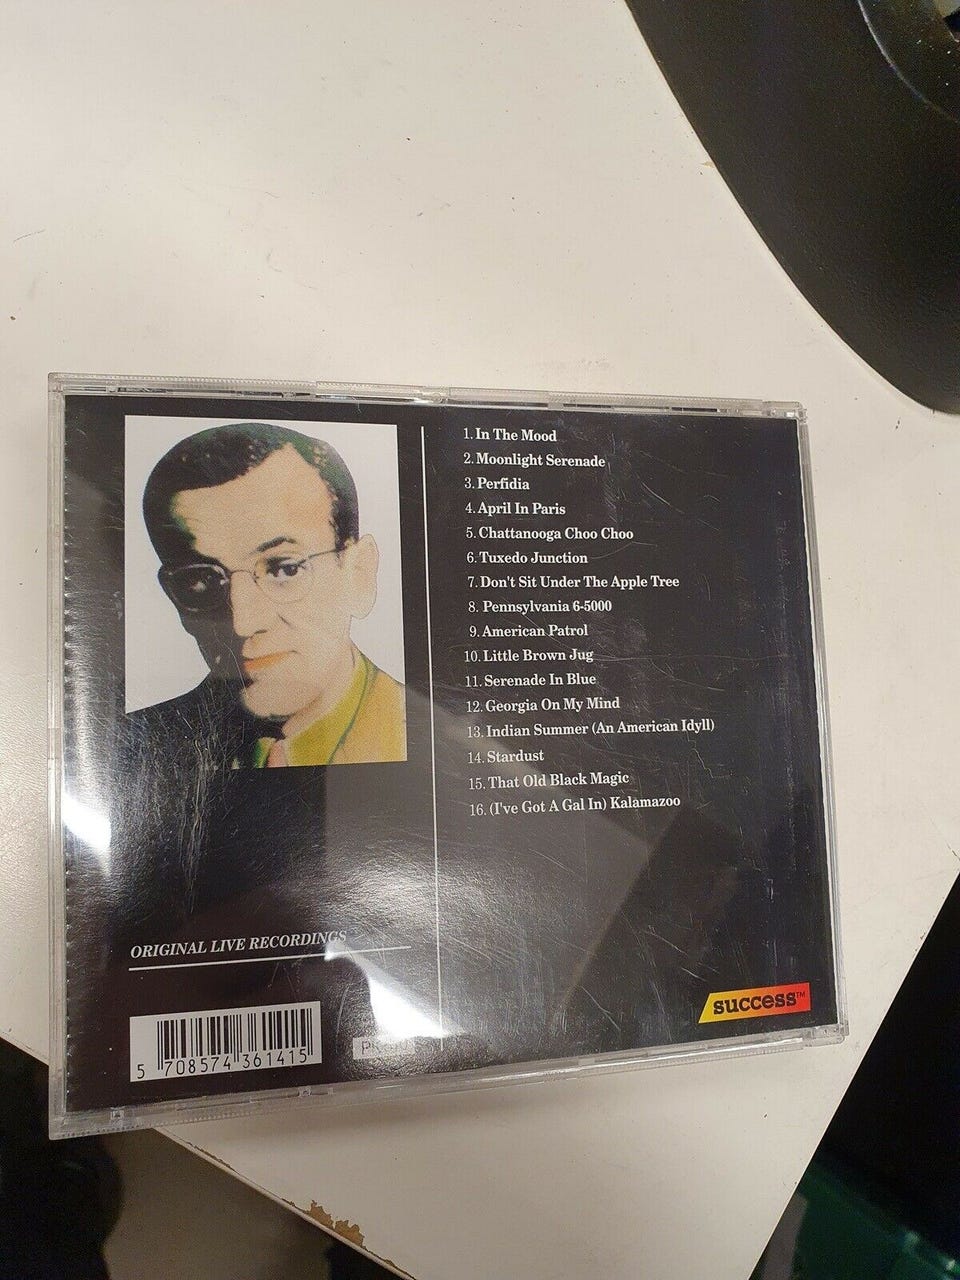 1. In The Mood
2. Moonlight Serenade
3. Perfidia
4. April In Paris
5. Chattanooga Choo Choo
6. Tuxedo Junction
7. Don't Sit Under The Apple Tree
8. Pennsylvania 6-5000
9. American Patrol
10. Little Brown Jug
11. Serenade In Blue
12. Georgia On My Mind
13. Indian Summer (An American Idyll)
14. Stardust
15. That Old Black Magic
16. (I've Got A Gal In) Kalamazoo
ORIGINAL LIVE RECORDINGS
success™
5 708574 361415